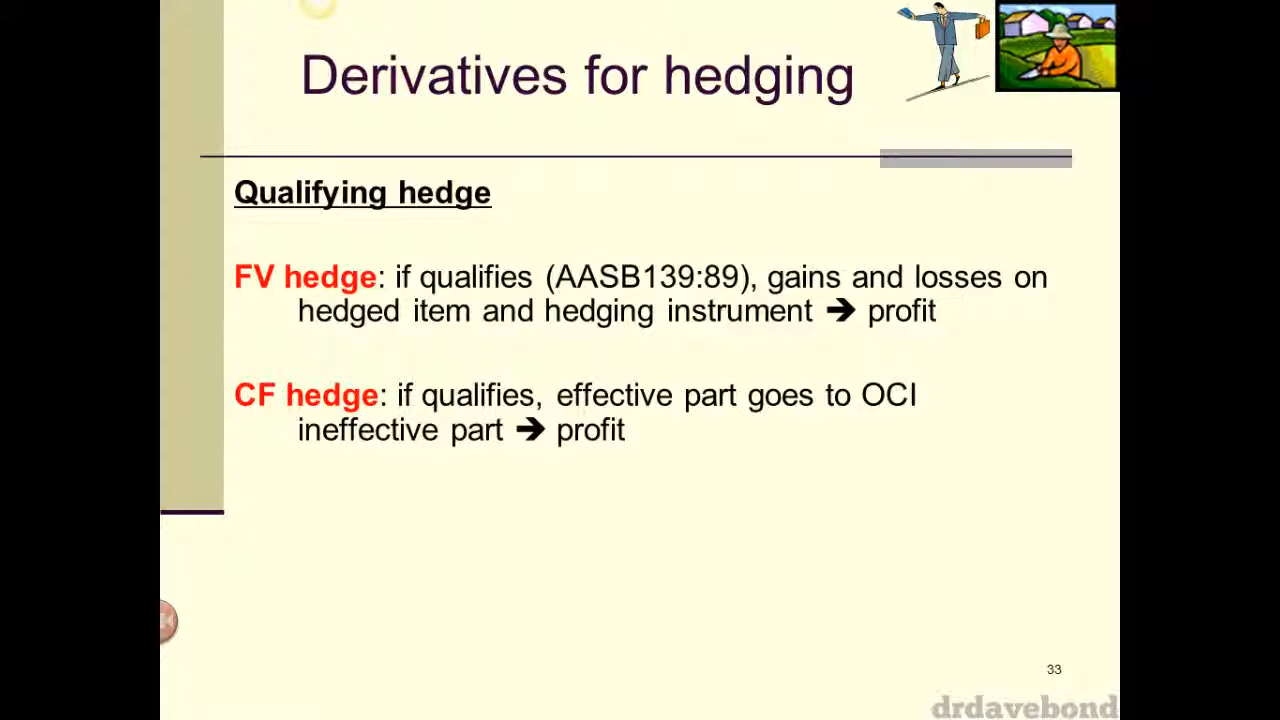 Derivatives for hedging
Qualifying hedge
FV hedge: if qualifies (AASB139:89), gains and losses on
hedged item and hedging instrument ➔ profit
CF hedge: if qualifies, effective part goes to OCI
ineffective part ➔ profit
33
drdavebond